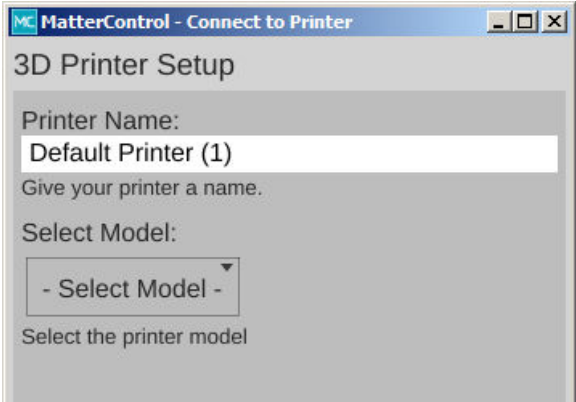 MC MatterControl - Connect to Printer
3D Printer Setup
Printer Name:
Default Printer (1)
Give your printer a name.
Select Model:
- Select Model -
Select the printer model